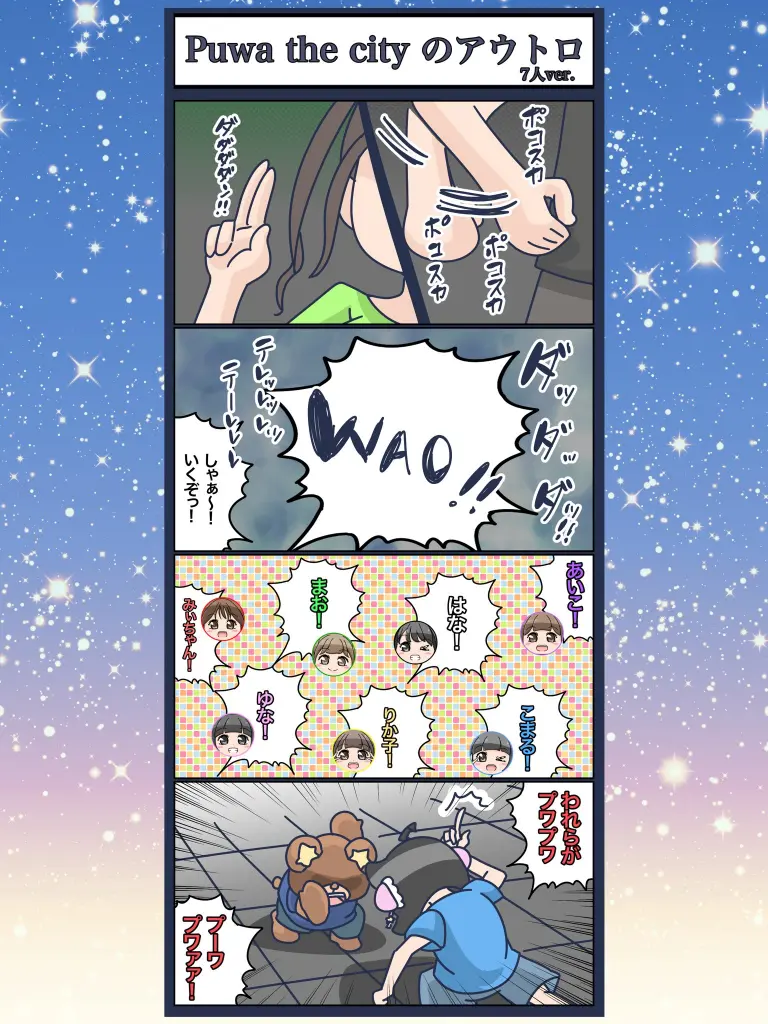 Puwa the city のアウトロ
7人ver.
ポコスカ
ポコスカ
ポコスカ
ダダダダーン!!
ダッ
ダッ
ダッ!!
WAO!!
テレッレッレッ
テーレレレ
しゃぁ〜!
いくぞっ!
あいこ!
はな!
まお!
みぃちゃん!
こまる!
りか子!
ゆな!
われらが
プワプワ
プーワ
プワァァ!